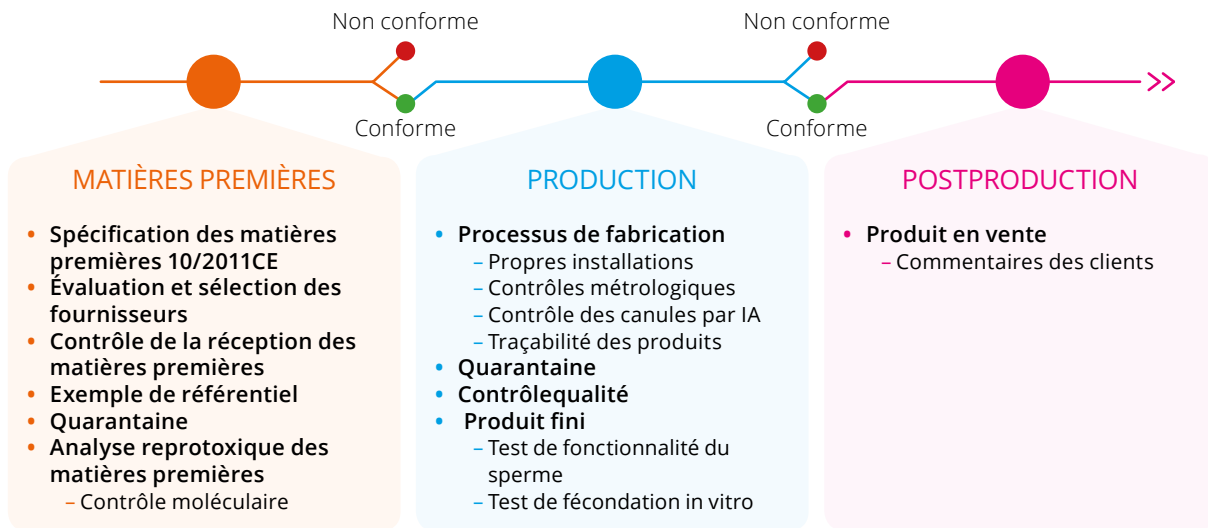 Non conforme
Non conforme
Conforme
Conforme
MATIÈRES PREMIÈRES
• Spécification des matières
premières 10/2011CE
• Évaluation et sélection des
fournisseurs
• Contrôle de la réception des
matières premières
• Exemple de référentiel
• Quarantaine
• Analyse reprotoxique des
matières premières
– Contrôle moléculaire
PRODUCTION
• Processus de fabrication
– Propres installations
– Contrôles métrologiques
– Contrôle des canules par IA
– Traçabilité des produits
• Quarantaine
• Contrôlequalité
• Produit fini
– Test de fonctionnalité du
sperme
– Test de fécondation in vitro
POSTPRODUCTION
• Produit en vente
– Commentaires des clients